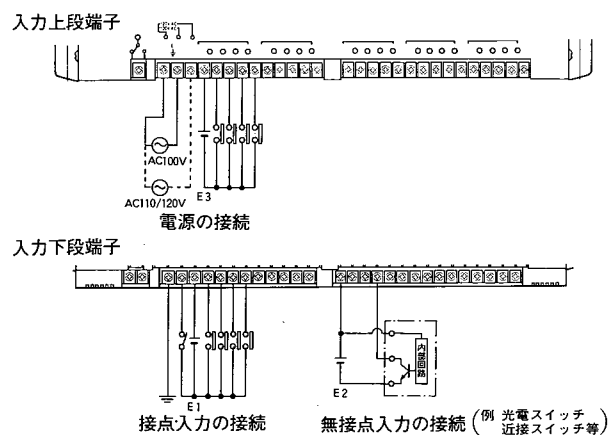 入力上段端子
AC100V
AC110/120V
E3
電源の接続
入力下段端子
E1
接点入力の接続
E2
内部回路
無接点入力の接続 (例 光電スイッチ
近接スイッチ等)